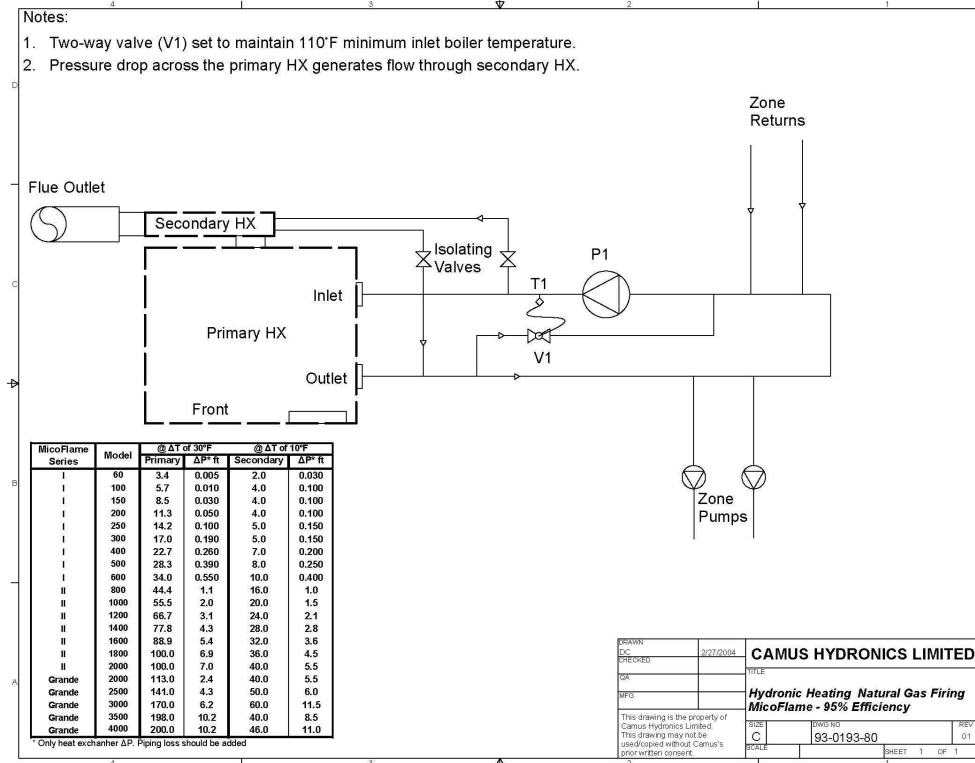 4 3 2 1
Notes:
1. Two-way valve (V1) set to maintain 110°F minimum inlet boiler temperature.
2. Pressure drop across the primary HX generates flow through secondary HX.
D
Zone
Returns
Flue Outlet
Secondary HX
Isolating
Valves
P1
T1
C
Inlet
Primary HX
V1
Outlet
Front
MicoFlame Series Model @ ΔT of 30°F @ ΔT of 10°F
Primary ΔP* ft Secondary ΔP* ft
I 60 3.4 0.005 2.0 0.030
I 100 5.7 0.010 4.0 0.100
I 150 8.5 0.030 4.0 0.100
I 200 11.3 0.050 4.0 0.100
I 250 14.2 0.100 5.0 0.150
I 300 17.0 0.190 5.0 0.150
I 400 22.7 0.260 7.0 0.200
I 500 28.3 0.390 8.0 0.250
I 600 34.0 0.550 10.0 0.400
II 800 44.4 1.1 16.0 1.0
II 1000 55.5 2.0 20.0 1.5
II 1200 66.7 3.1 24.0 2.1
II 1400 77.8 4.3 28.0 2.8
II 1600 88.9 5.4 32.0 3.6
II 1800 100.0 6.9 36.0 4.5
II 2000 100.0 7.0 40.0 5.5
Grande 2000 113.0 2.4 40.0 5.5
Grande 2500 141.0 4.3 50.0 6.0
Grande 3000 170.0 6.2 60.0 11.5
Grande 3500 198.0 10.2 40.0 8.5
Grande 4000 200.0 10.2 46.0 11.0
* Only heat exchanher ΔP. Piping loss should be added
B
Zone
Pumps
A
DRAWN
DC 2/27/2004
CHECKED
QA
MFG
This drawing is the property of
Camus Hydronics Limited.
This drawing may not be
used/copied without Camus's
prior written consent.
CAMUS HYDRONICS LIMITED
TITLE
Hydronic Heating Natural Gas Firing
MicoFlame - 95% Efficiency
SIZE DWG NO REV
C 93-0193-80 01
SCALE SHEET 1 OF 1
4 3 2 1